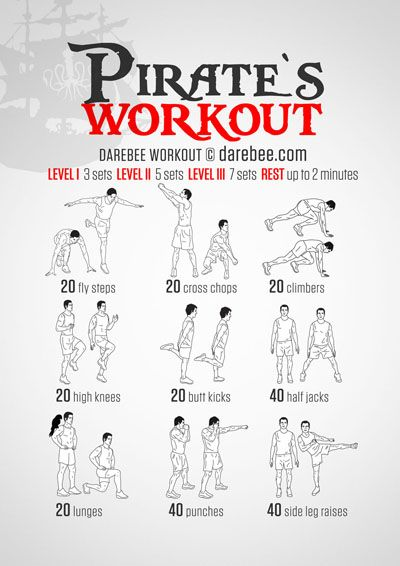 PIRATE`S
WORKOUT
DAREBEE WORKOUT © darebee.com
LEVEL I 3 sets LEVEL II 5 sets LEVEL III 7 sets REST up to 2 minutes
20 fly steps
20 cross chops
20 climbers
20 high knees
20 butt kicks
40 half jacks
20 lunges
40 punches
40 side leg raises